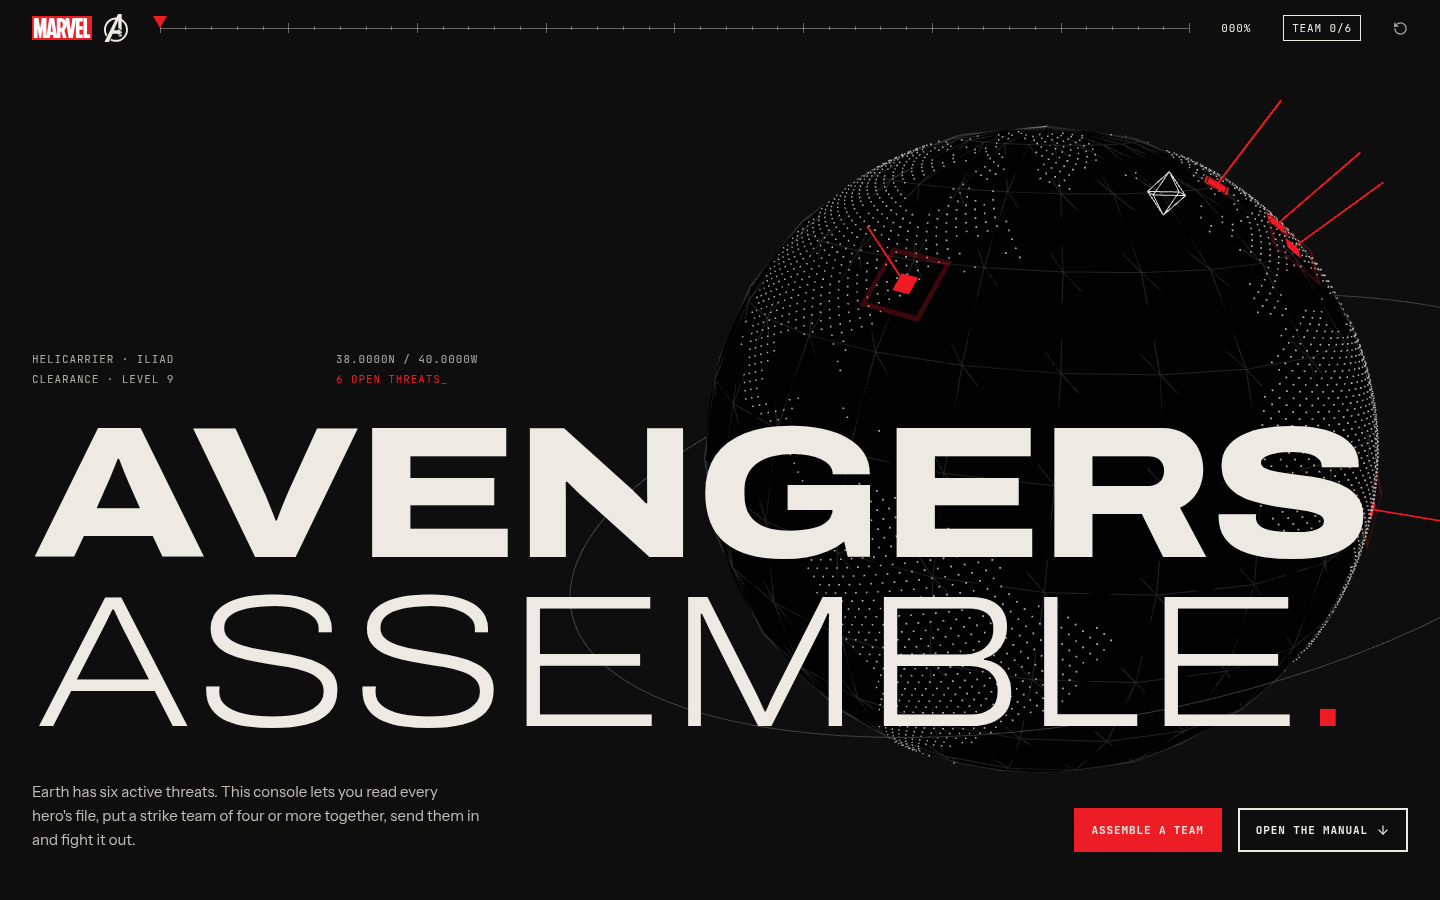 MARVEL
000%
TEAM 0/6
HELICARRIER · ILIAD
CLEARANCE · LEVEL 9
38.0000N / 40.0000W
6 OPEN THREATS_
AVENGERS
ASSEMBLE.
Earth has six active threats. This console lets you read every
hero's file, put a strike team of four or more together, send them in
and fight it out.
ASSEMBLE A TEAM
OPEN THE MANUAL ↓